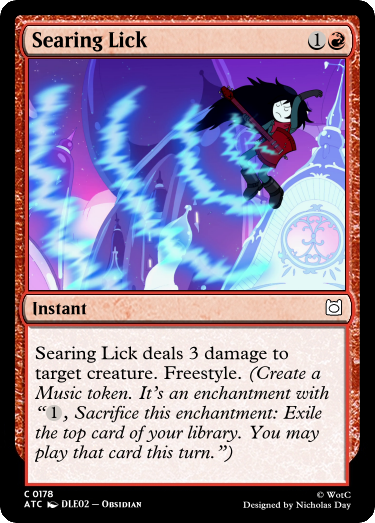 Searing Lick 1
Instant
Searing Lick deals 3 damage to
target creature. Freestyle. (Create a
Music token. It's an enchantment with
“1, Sacrifice this enchantment: Exile
the top card of your library. You may
play that card this turn.”)
C 0178
ATC DLE02 – Obsidian
© WotC
Designed by Nicholas Day